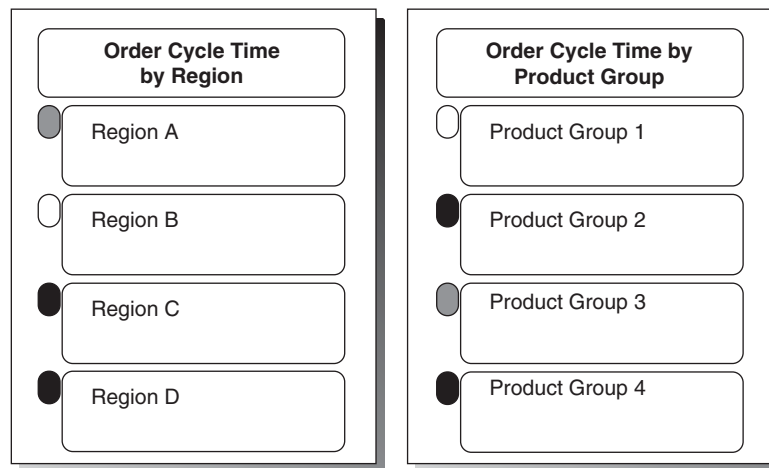 Order Cycle Time
by Region
Region A
Region B
Region C
Region D
Order Cycle Time by
Product Group
Product Group 1
Product Group 2
Product Group 3
Product Group 4